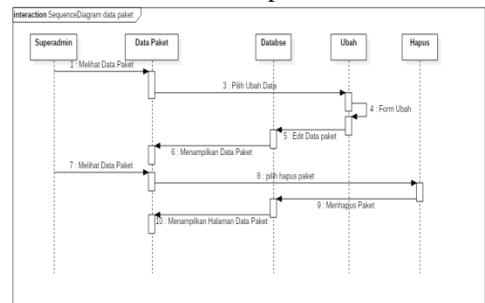 interaction SequenceDiagram data paket
Superadmin
Data Paket
Databse
Ubah
Hapus
1 : Melihat Data Paket
3 : Pilih Ubah Data
4 : Form Ubah
5 : Edit Data paket
6 : Menampilkan Data Paket
7 : Melihat Data Paket
8 : pilih hapus paket
9 : Menhapus Paket
10 : Menampilkan Halaman Data Paket